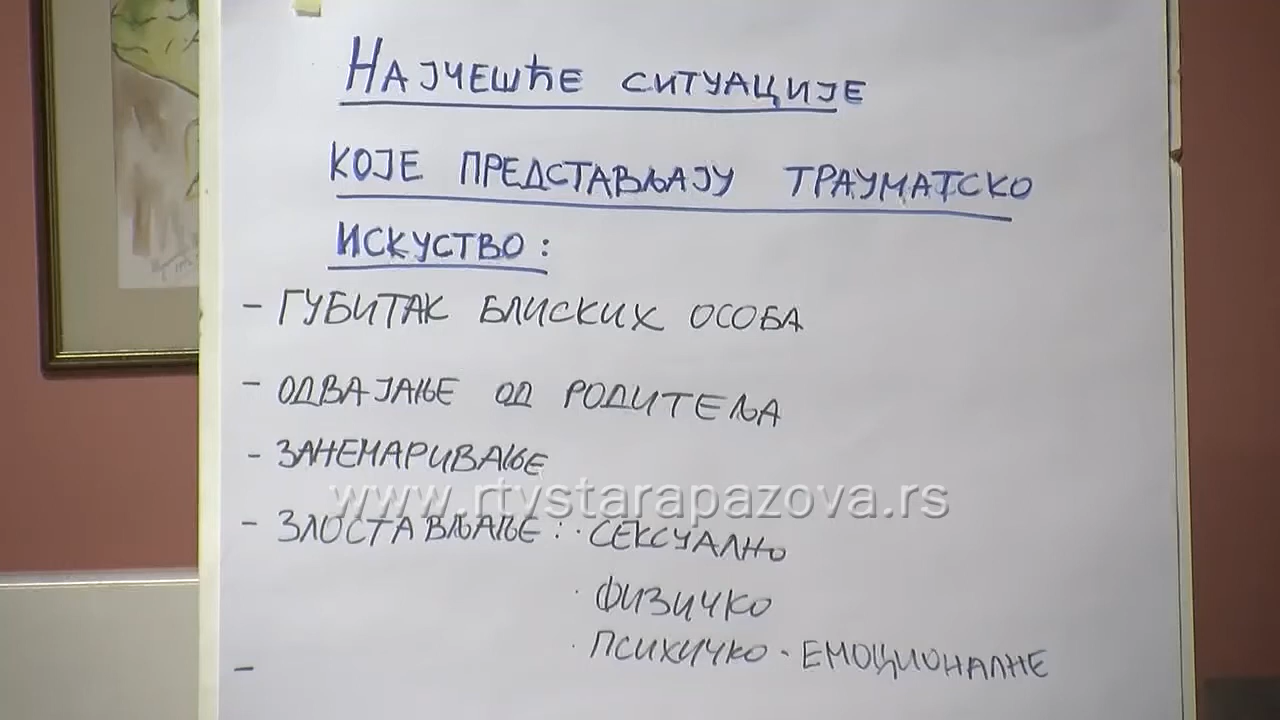 НАЈЧЕШЋЕ СИТУАЦИЈЕ
КОЈЕ ПРЕДСТАВЉАЈУ ТРАУМАТСКО
ИСКУСТВО:
- ГУБИТАК БЛИСКИХ ОСОБА
- ОДВАЈАЊЕ ОД РОДИТЕЉА
- ЗАНЕМАРИВАЊЕ
www.rtvstarapazova.rs
- ЗЛОСТАВЉАЊЕ: · СЕКСУАЛНО
· ФИЗИЧКО
· ПСИХИЧКО - ЕМОЦИОНАЛНЕ
-